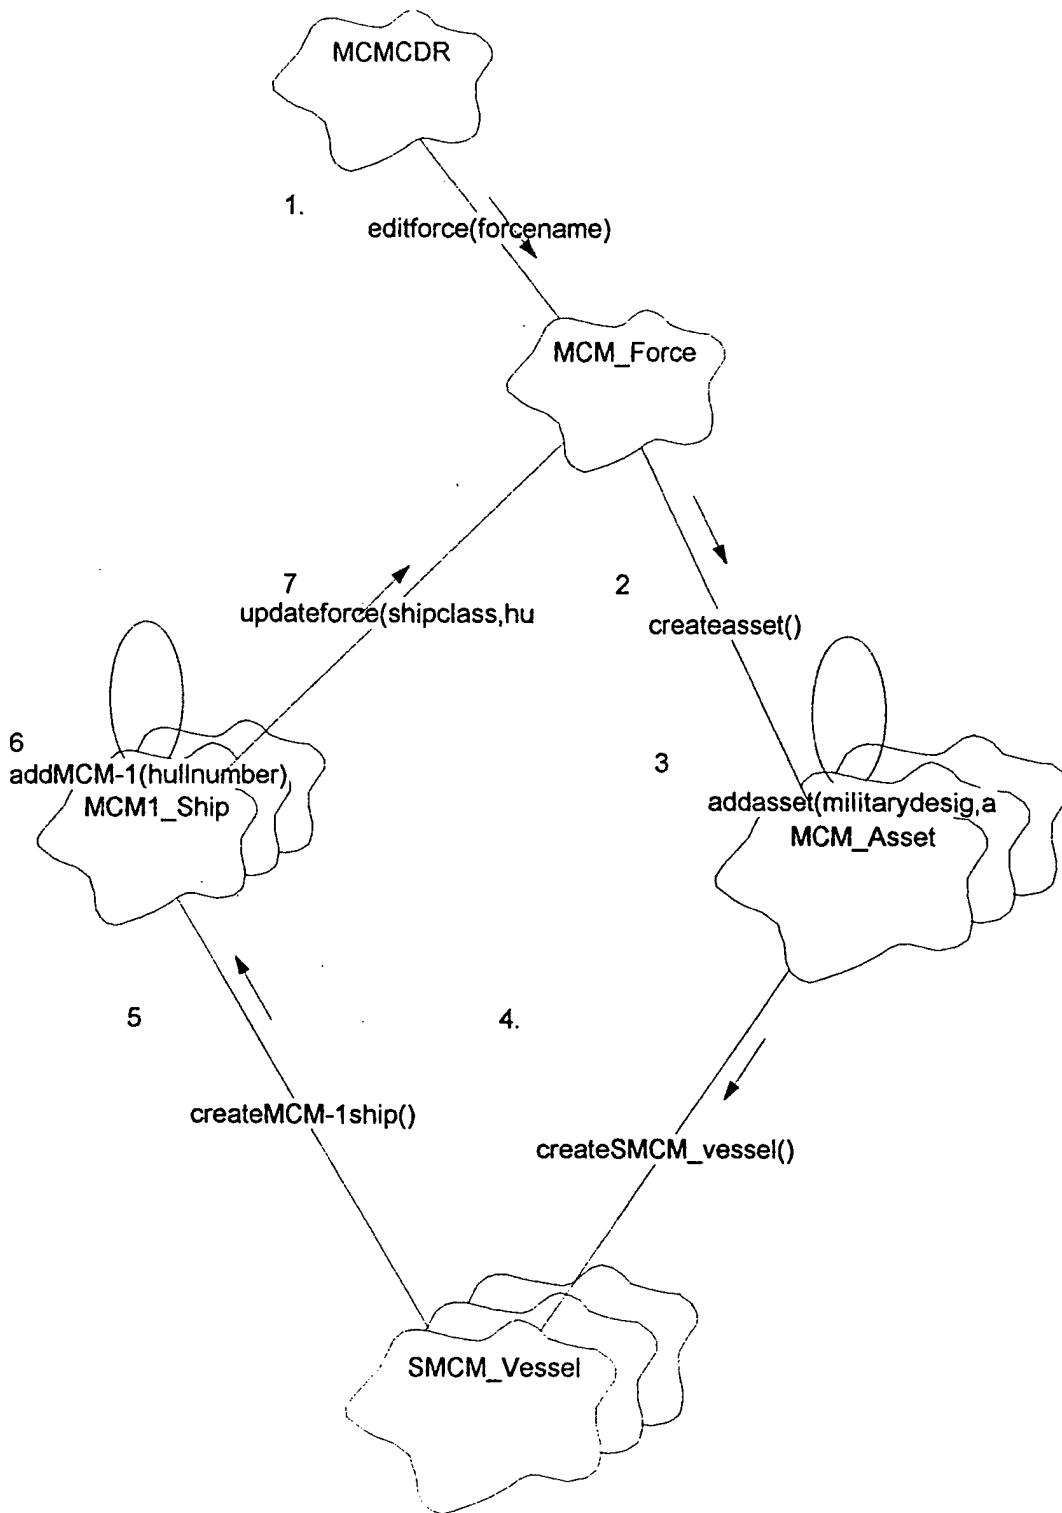 MCMCDR
1.
editforce(forcename)
MCM_Force
7
updateforce(shipclass,hu
2
createasset()
6
addMCM-1(hullnumber)
MCM1_Ship
3
addasset(militarydesig,a
MCM_Asset
5
createMCM-1ship()
4.
createSMCM_vessel()
SMCM_Vessel